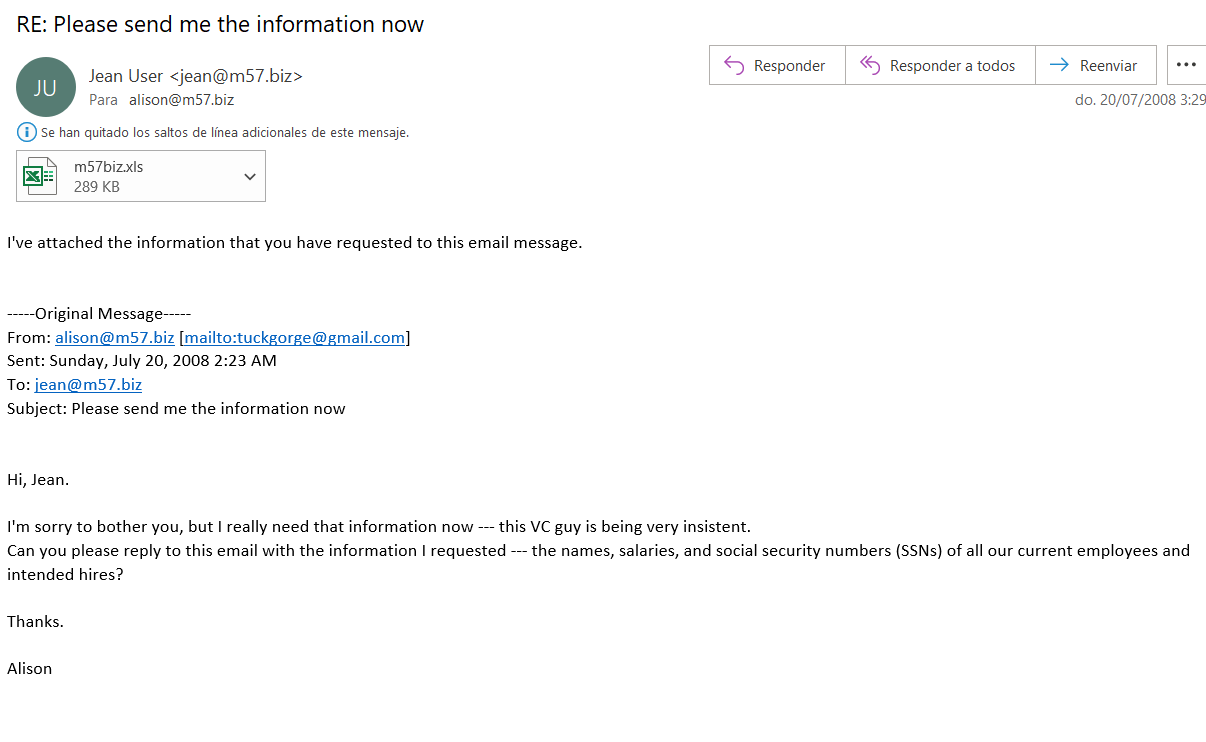 RE: Please send me the information now
JU
Jean User <jean@m57.biz>
Para alison@m57.biz
Responder
Responder a todos
Reenviar
do. 20/07/2008 3:29
Se han quitado los saltos de línea adicionales de este mensaje.
m57biz.xls
289 KB
I've attached the information that you have requested to this email message.
-----Original Message-----
From: alison@m57.biz [mailto:tuckgorge@gmail.com]
Sent: Sunday, July 20, 2008 2:23 AM
To: jean@m57.biz
Subject: Please send me the information now
Hi, Jean.
I'm sorry to bother you, but I really need that information now --- this VC guy is being very insistent.
Can you please reply to this email with the information I requested --- the names, salaries, and social security numbers (SSNs) of all our current employees and
intended hires?
Thanks.
Alison